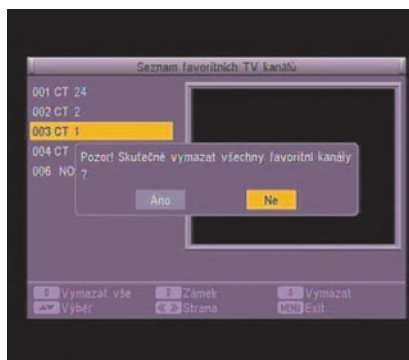 Seznam favoritních TV kanálů
001 CT 24
002 CT 2
003 CT 1
004 CT
006 NO
Pozor! Skutečně vymazat všechny favoritní kanály
?
Ano Ne
Vymazat vše Zámek Vymazat
Výběr Strana MENU Exit